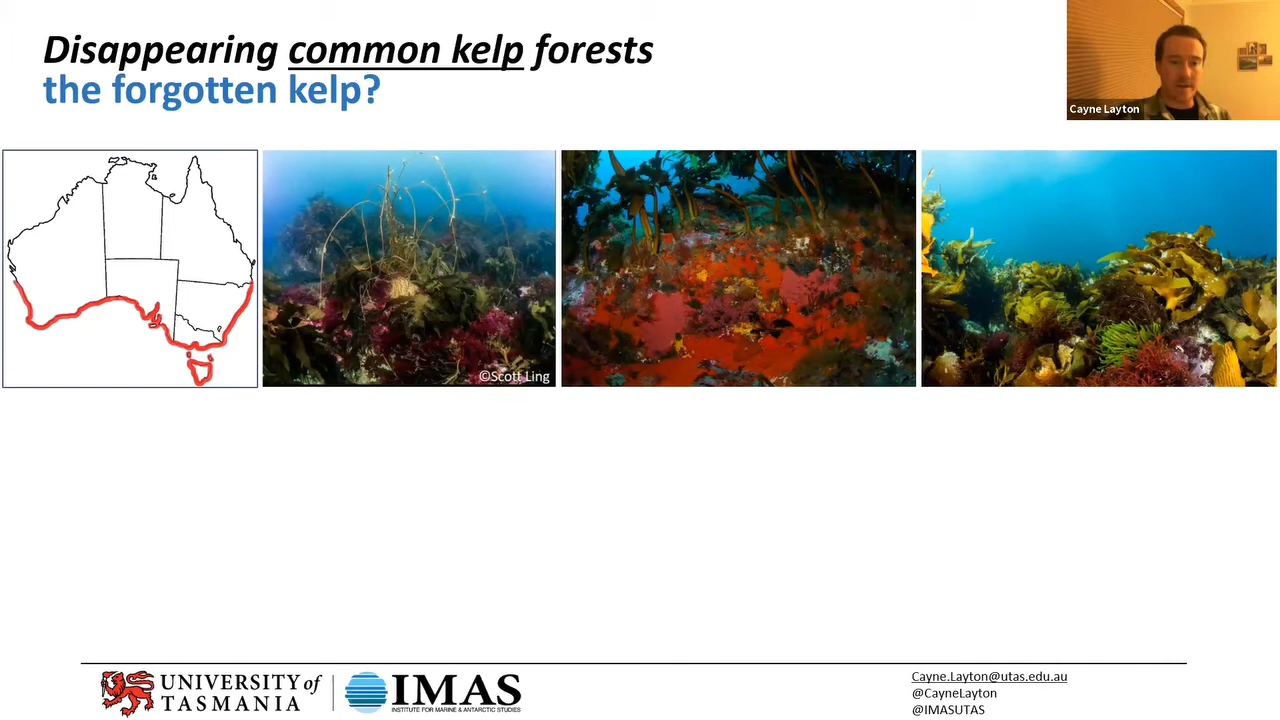 Disappearing common kelp forests
the forgotten kelp?
Cayne Layton
©Scott Ling
UNIVERSITY of
TASMANIA
IMAS
INSTITUTE FOR MARINE & ANTARCTIC STUDIES
Cayne.Layton@utas.edu.au
@CayneLayton
@IMASUTAS